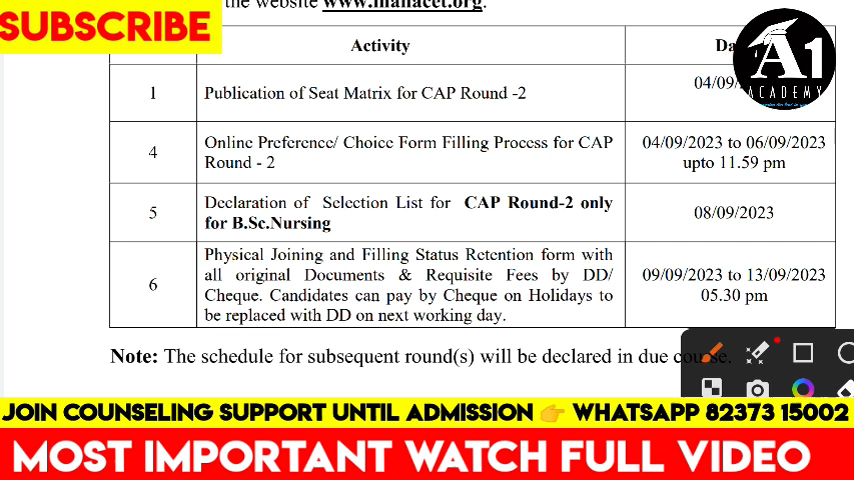 the website www.mahacet.org.
SUBSCRIBE
Activity
1
Publication of Seat Matrix for CAP Round -2
04/09/
A1
ACADEMY
4
Online Preference/ Choice Form Filling Process for CAP
Round - 2
04/09/2023 to 06/09/2023
upto 11.59 pm
5
Declaration of Selection List for CAP Round-2 only
for B.Sc.Nursing
08/09/2023
6
Physical Joining and Filling Status Retention form with
all original Documents & Requisite Fees by DD/
Cheque. Candidates can pay by Cheque on Holidays to
be replaced with DD on next working day.
09/09/2023 to 13/09/2023
05.30 pm
Note: The schedule for subsequent round(s) will be declared in due course.
JOIN COUNSELING SUPPORT UNTIL ADMISSION 👉 WHATSAPP 82373 15002
MOST IMPORTANT WATCH FULL VIDEO